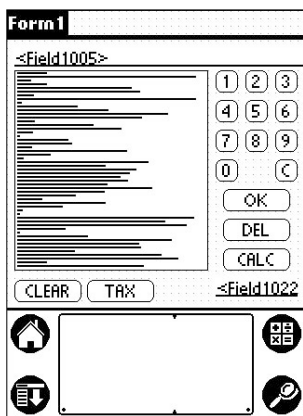 Form1
<Field1005>
1 2 3
4 5 6
7 8 9
0 C
OK
DEL
CALC
CLEAR TAX <Field1022